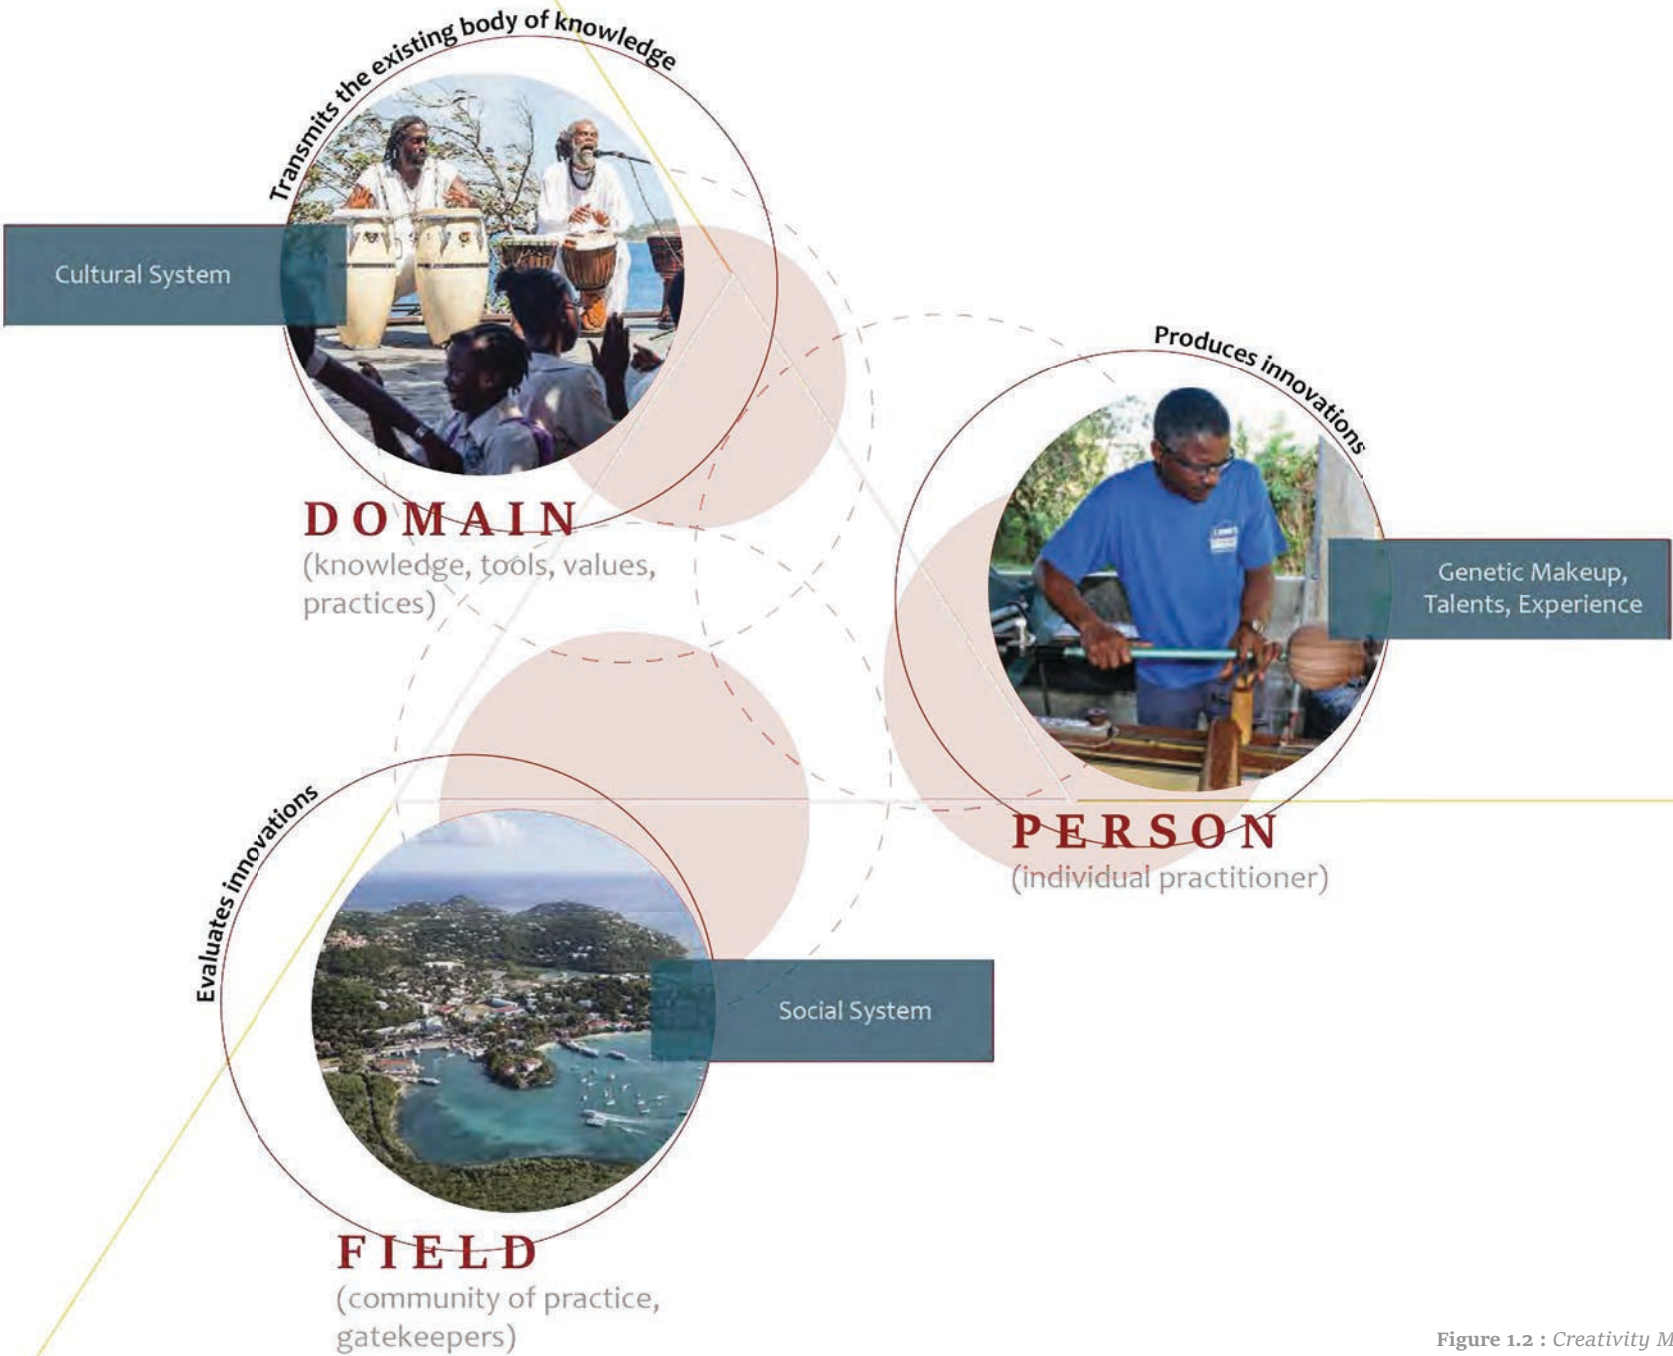 Transmits the existing body of knowledge
Cultural System
DOMAIN
(knowledge, tools, values,
practices)
Produces innovations
Genetic Makeup,
Talents, Experience
PERSON
(individual practitioner)
Evaluates innovations
Social System
FIELD
(community of practice,
gatekeepers)
Figure 1.2 : Creativity M